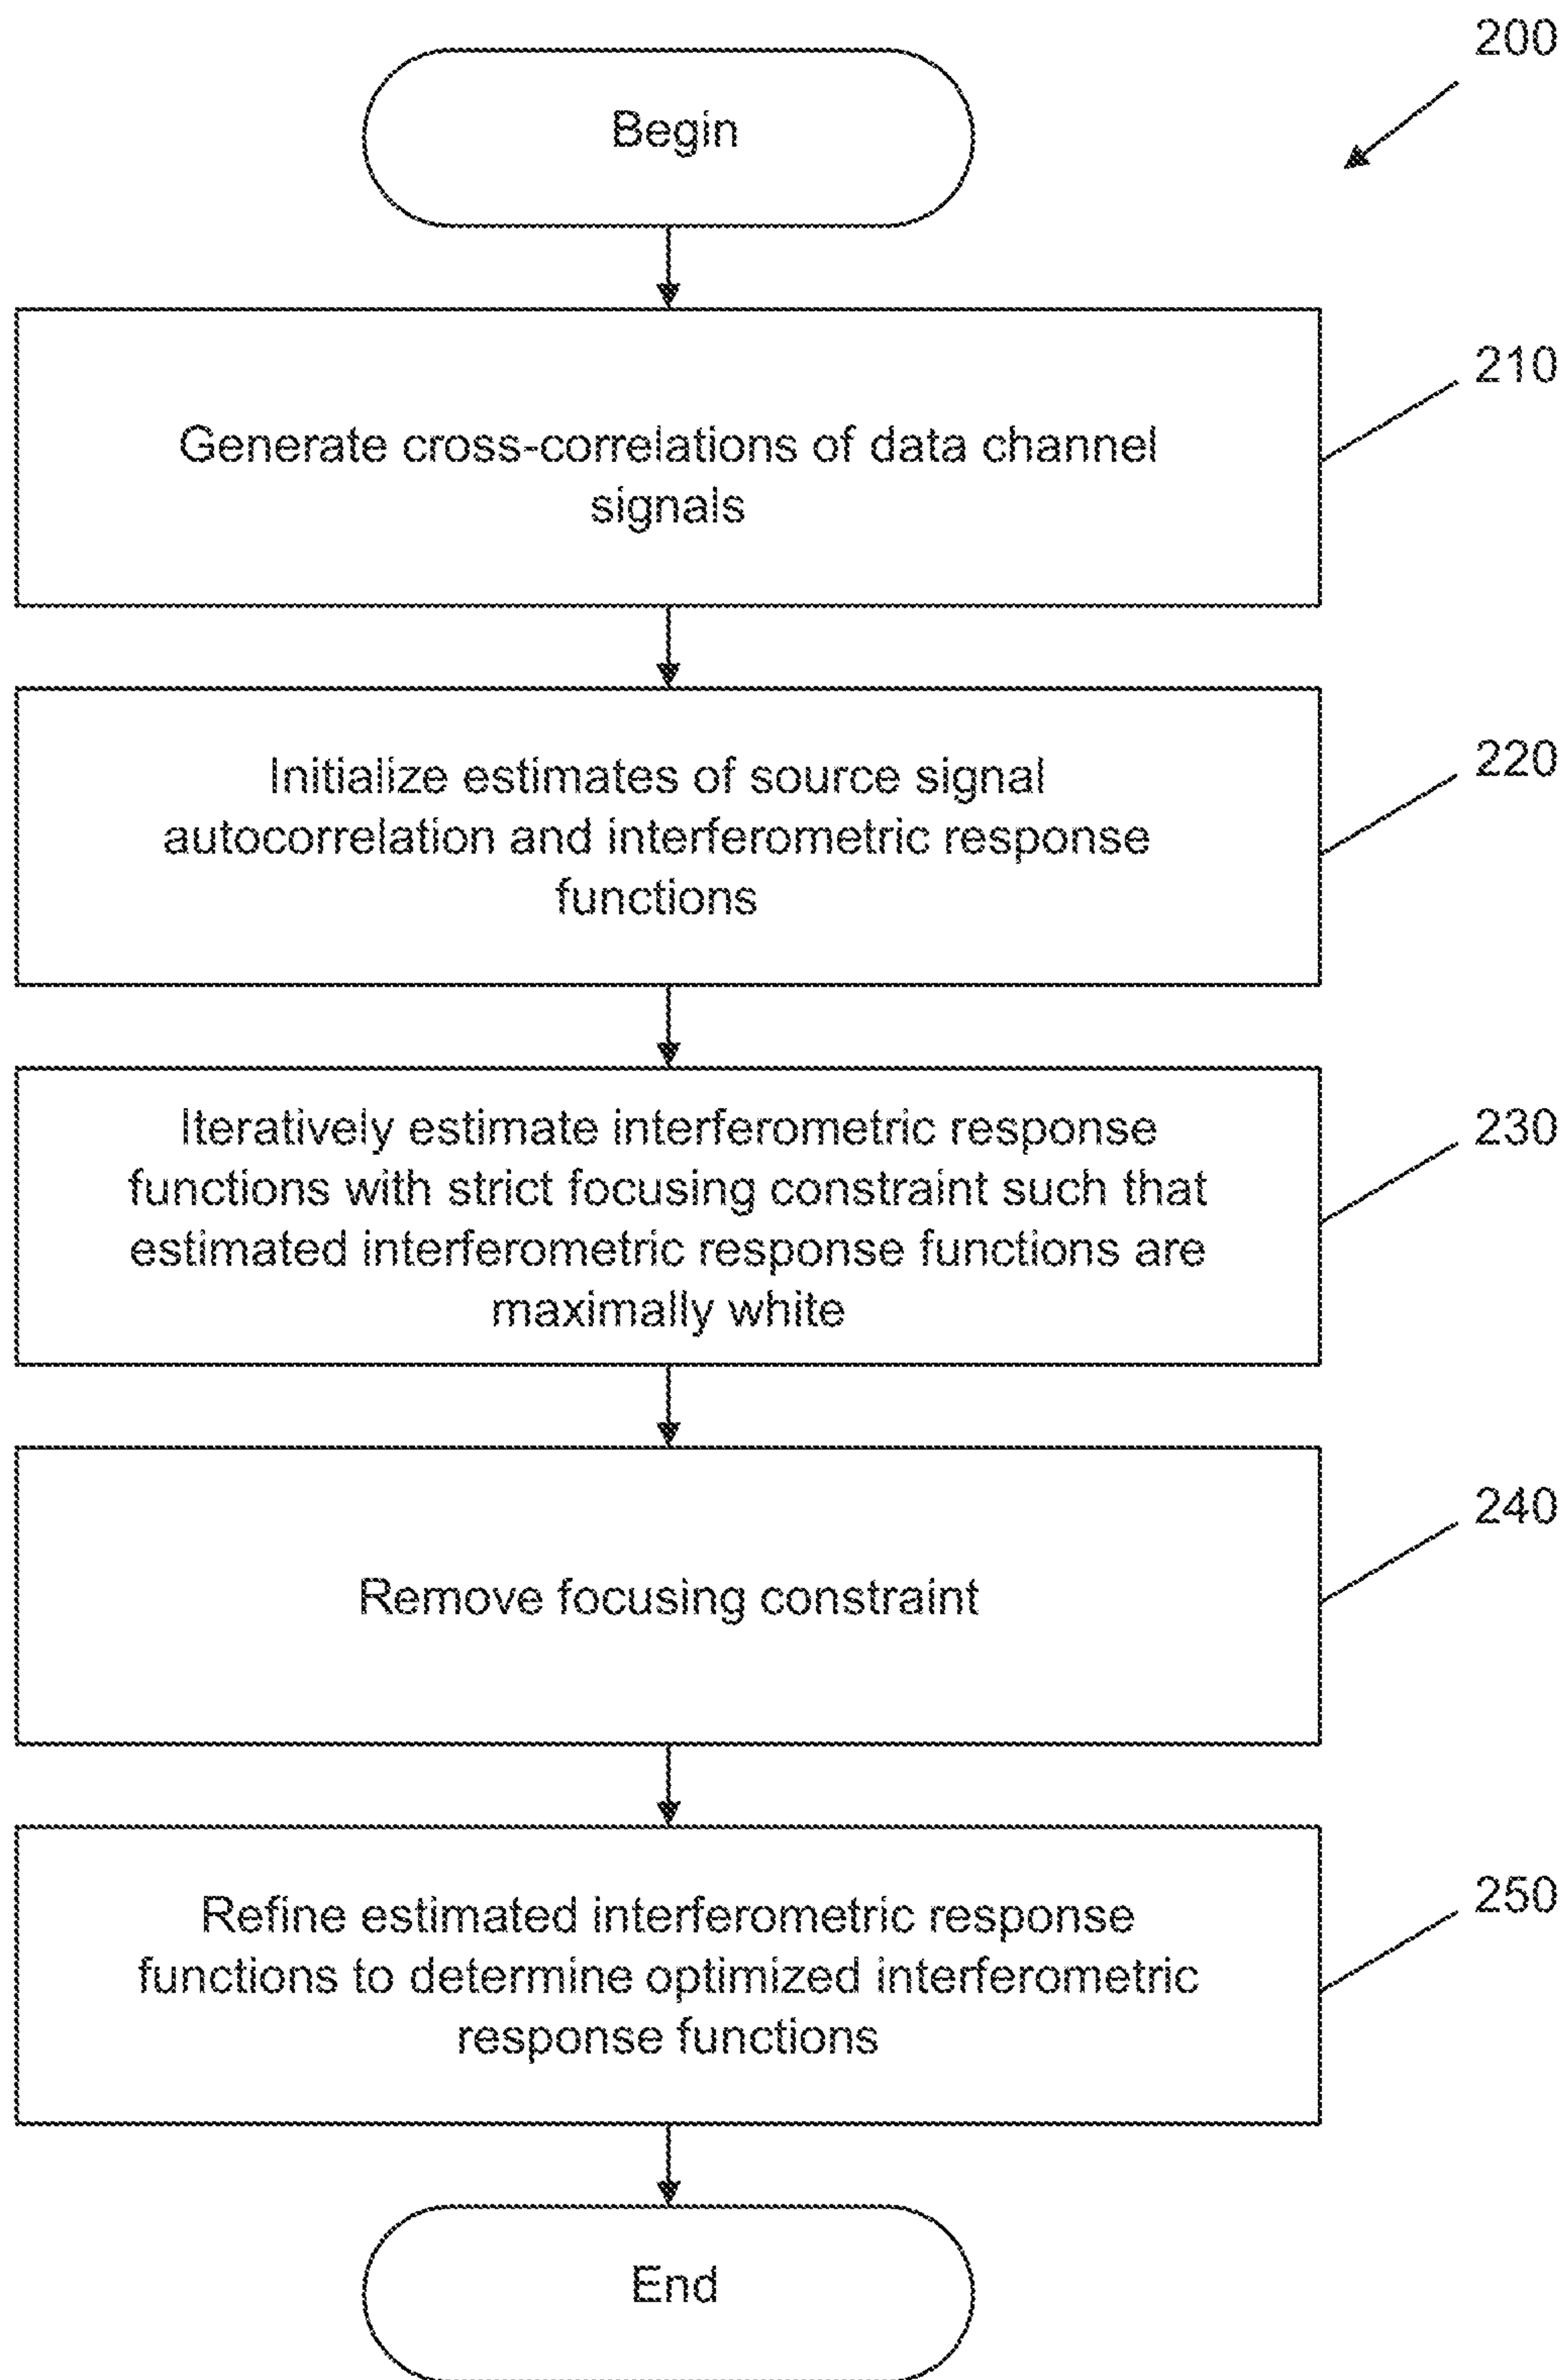 200
Begin
210
Generate cross-correlations of data channel
signals
220
Initialize estimates of source signal
autocorrelation and interferometric response
functions
230
Iteratively estimate interferometric response
functions with strict focusing constraint such that
estimated interferometric response functions are
maximally white
240
Remove focusing constraint
250
Refine estimated interferometric response
functions to determine optimized interferometric
response functions
End